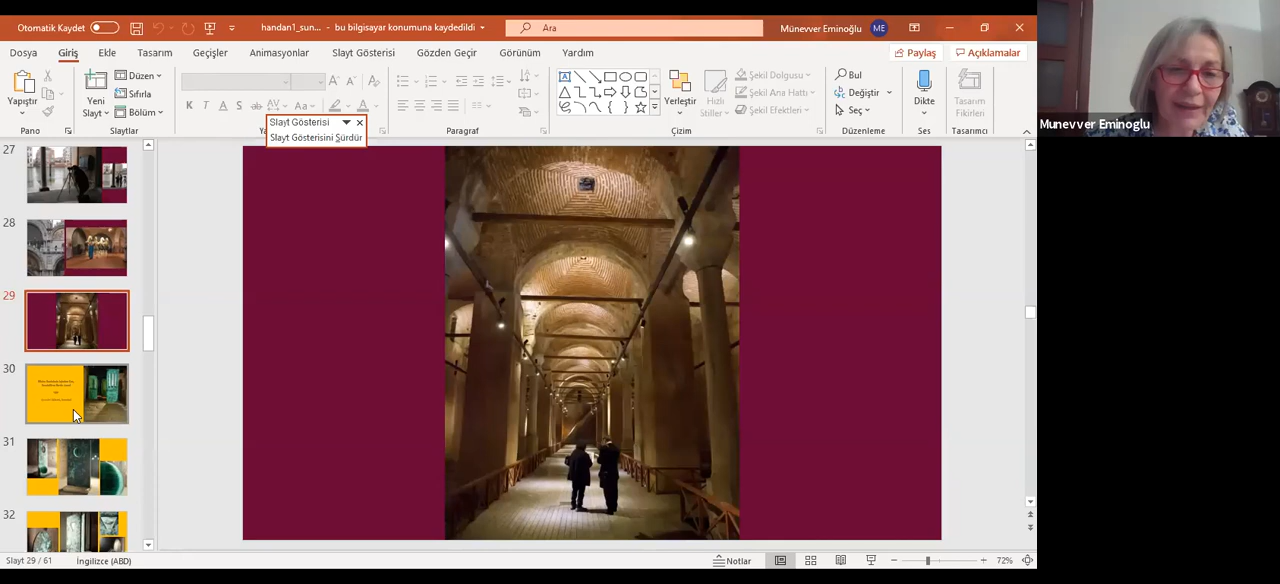 Otomatik Kaydet
handan1_sun... - bu bilgisayar konumuna kaydedildi
Ara
Münevver Eminoğlu ME
Dosya Giriş Ekle Tasarım Geçişler Animasyonlar Slayt Gösterisi Gözden Geçir Görünüm Yardım
Paylaş Açıklamalar
Yapıştır
Yeni
Slayt
Düzen
Sıfırla
Bölüm
K T A S ab AV Aa A
Yerleştir
Hızlı
Stiller
Şekil Dolgusu
Şekil Ana Hattı
Şekil Efektleri
Bul
Değiştir
Seç
Dikte
Tasarım
Fikirleri
Pano Slaytlar Paragraf Çizim Düzenleme Ses Tasarımcı
Slayt Gösterisi
Slayt Gösterisini Sürdür
27
28
29
30
31
32
Slayt 29 / 61 İngilizce (ABD) Notlar 72%
Munevver Eminoglu